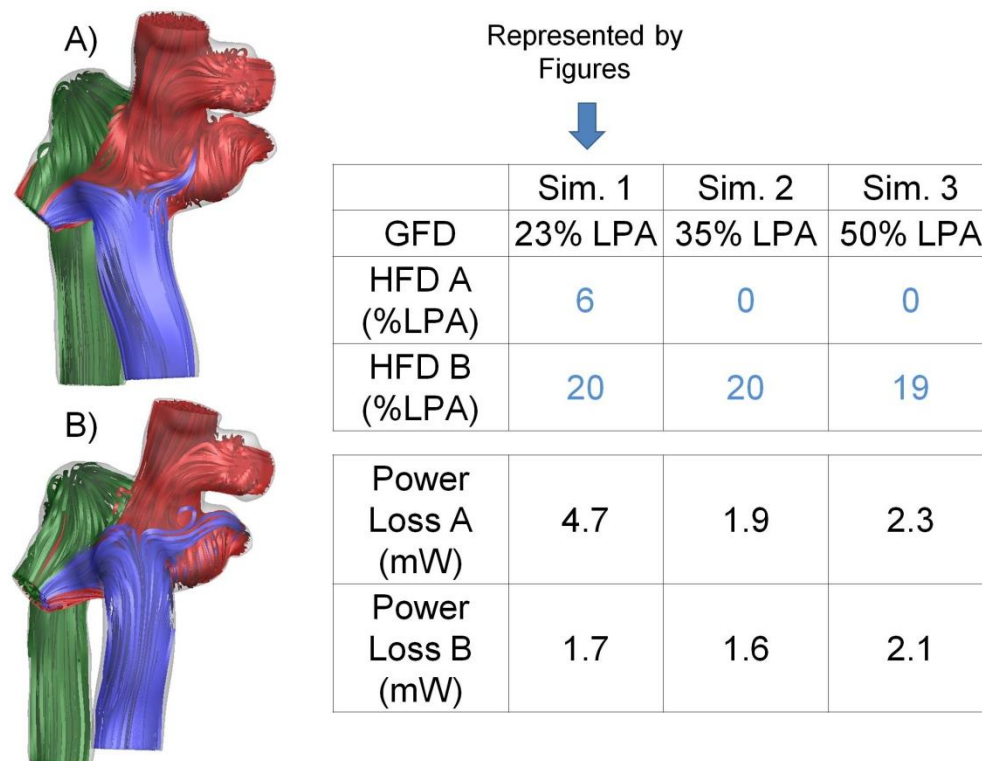 A)
B)
Represented by
Figures
Sim. 1 Sim. 2 Sim. 3
GFD 23% LPA 35% LPA 50% LPA
HFD A
(%LPA) 6 0 0
HFD B
(%LPA) 20 20 19
Power
Loss A
(mW) 4.7 1.9 2.3
Power
Loss B
(mW) 1.7 1.6 2.1